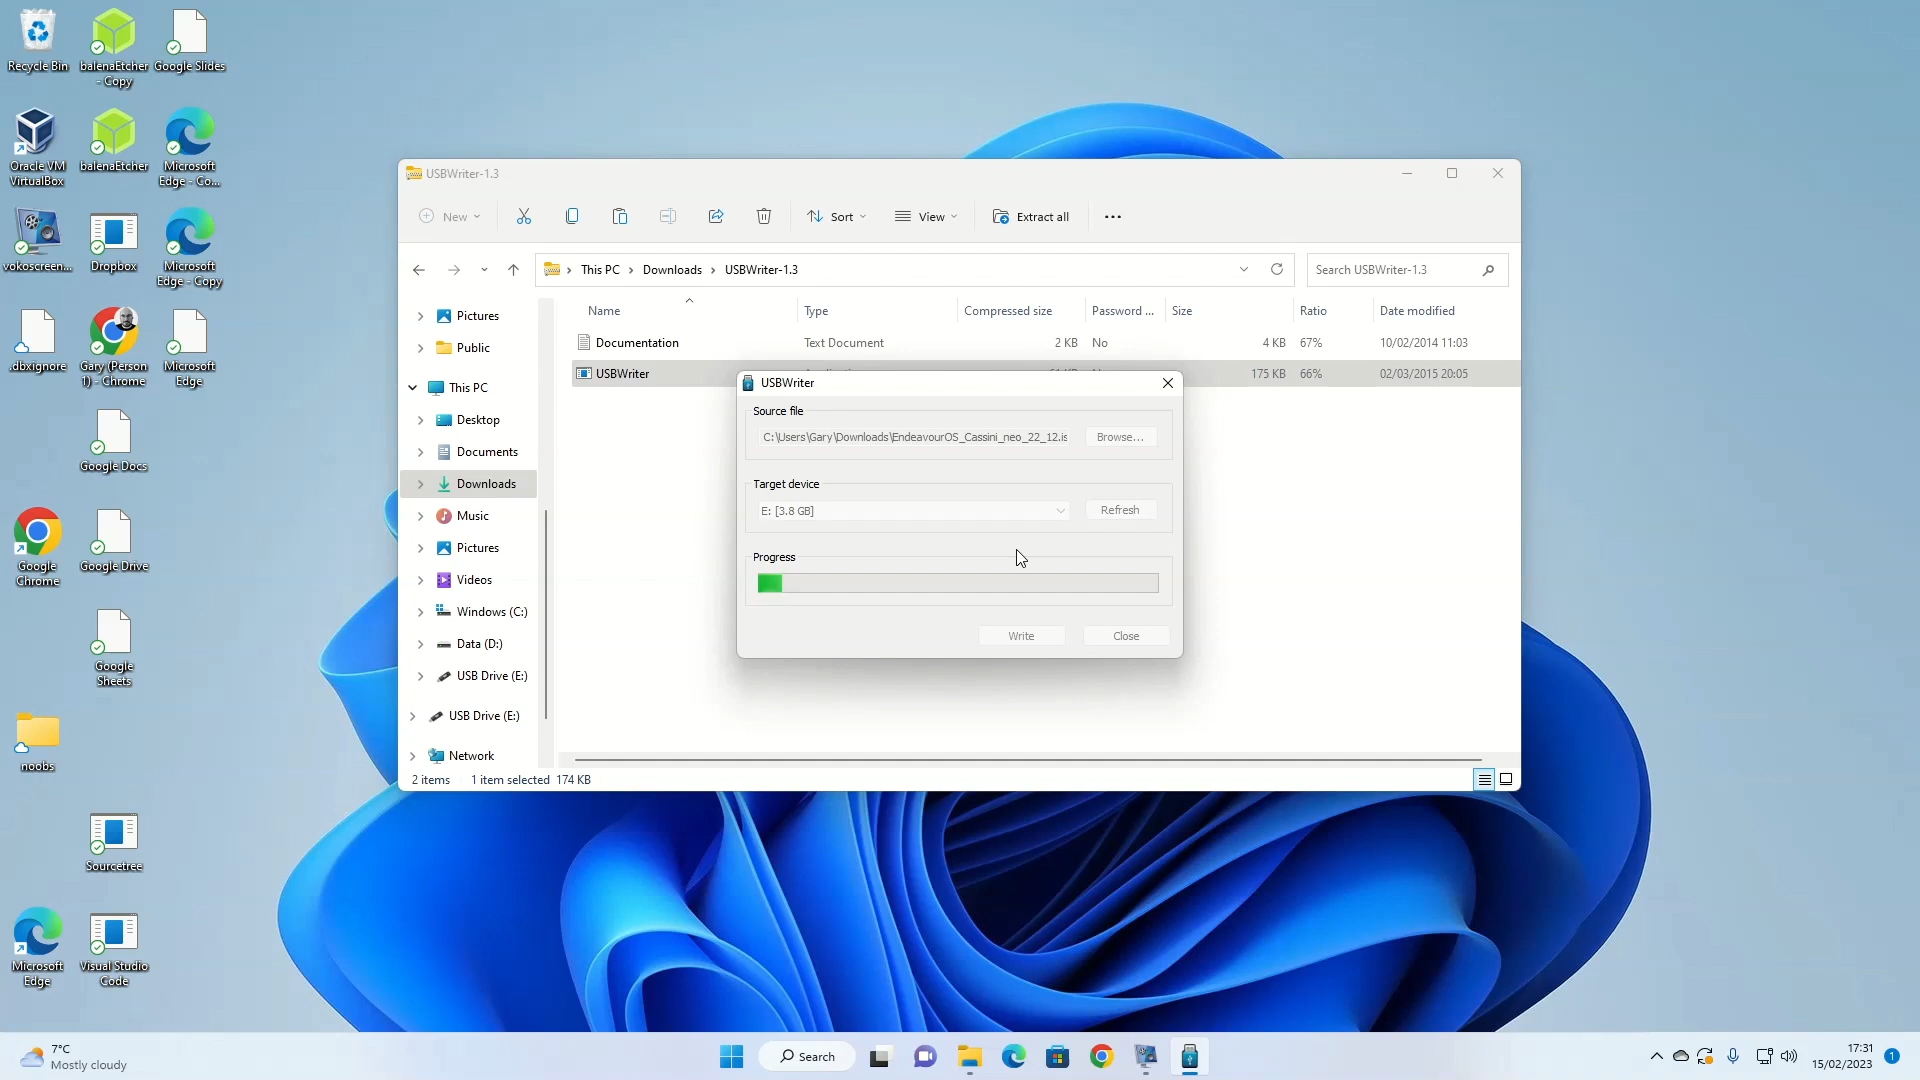 Recycle Bin
balenaEtcher
- Copy
Google Slides
Oracle VM
VirtualBox
balenaEtcher
Microsoft
Edge - Co...
vokoscreen...
Dropbox
Microsoft
Edge - Copy
.dbxignore
Gary (Person
1) - Chrome
Microsoft
Edge
Google Docs
Google
Chrome
Google Drive
Google
Sheets
noobs
Sourcetree
Microsoft
Edge
Visual Studio
Code
USBWriter-1.3
New
Sort
View
Extract all
This PC > Downloads > USBWriter-1.3
Search USBWriter-1.3
Pictures
Public
This PC
Desktop
Documents
Downloads
Music
Pictures
Videos
Windows (C:)
Data (D:)
USB Drive (E:)
USB Drive (E:)
Network
Name Type Compressed size Password ... Size Ratio Date modified
Documentation Text Document 2 KB No 4 KB 67% 10/02/2014 11:03
USBWriter 175 KB 66% 02/03/2015 20:05
USBWriter
Source file
C:\Users\Gary\Downloads\EndeavourOS_Cassini_neo_22_12.is
Browse...
Target device
E: [3.8 GB]
Refresh
Progress
Write
Close
2 items 1 item selected 174 KB
7°C
Mostly cloudy
Search
17:31
15/02/2023
1